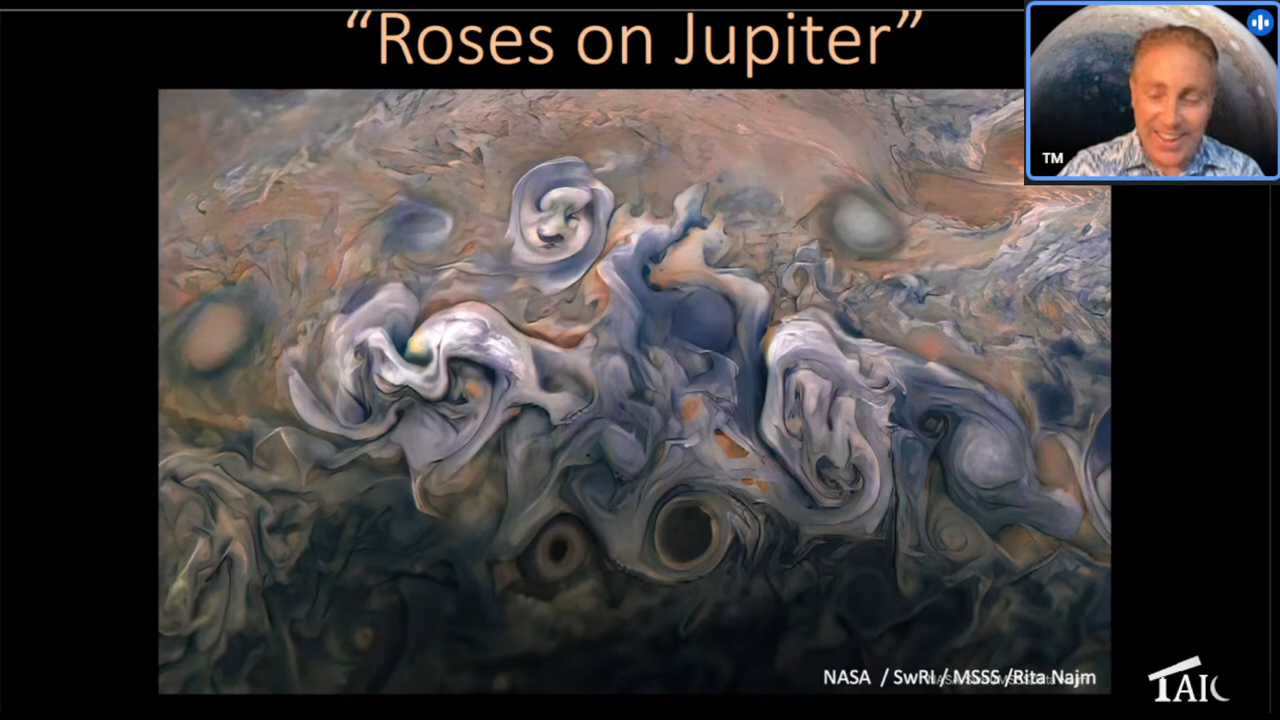 “Roses on Jupiter”
TM
NASA / SwRI / MSSS /Rita Najm
TAIC